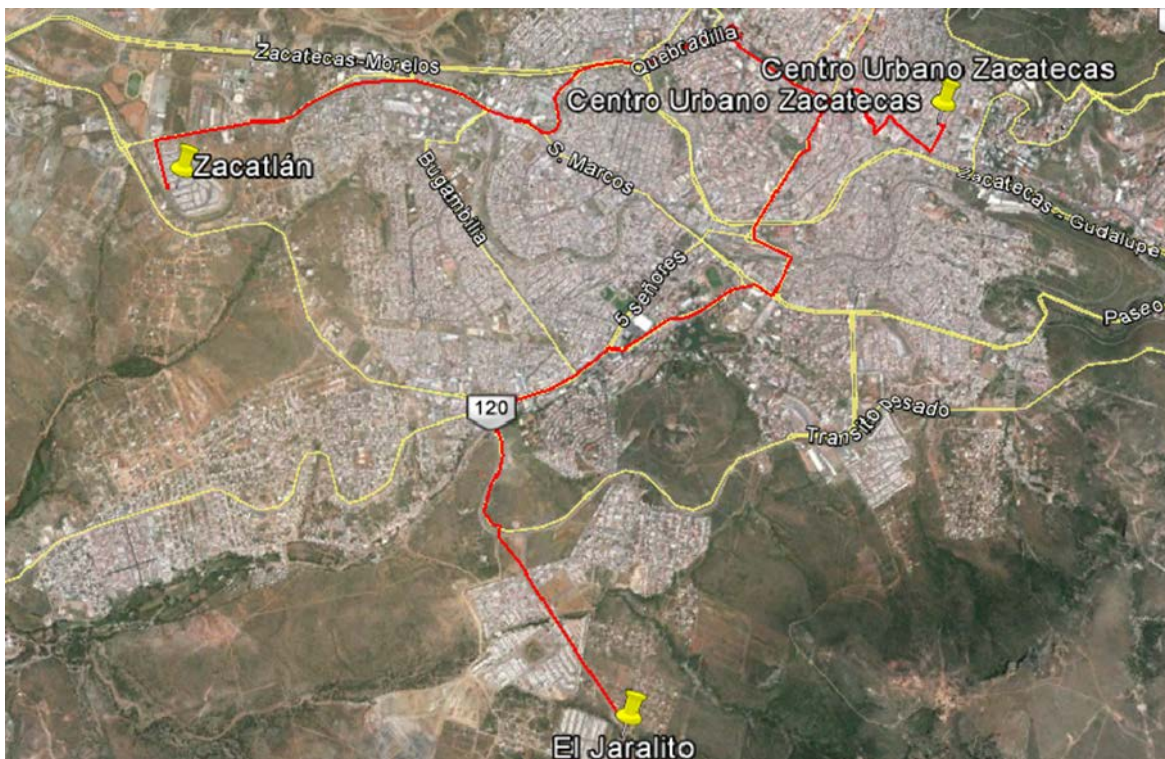 Zacatecas-Morelos
Quebradilla
Centro Urbano Zacatecas
Centro Urbano Zacatecas
Zacatlán
S. Marcos
Bugambilia
Zacatecas - Gudalupe
5 señores
Paseo
120
Transito pesado
El Jaralito